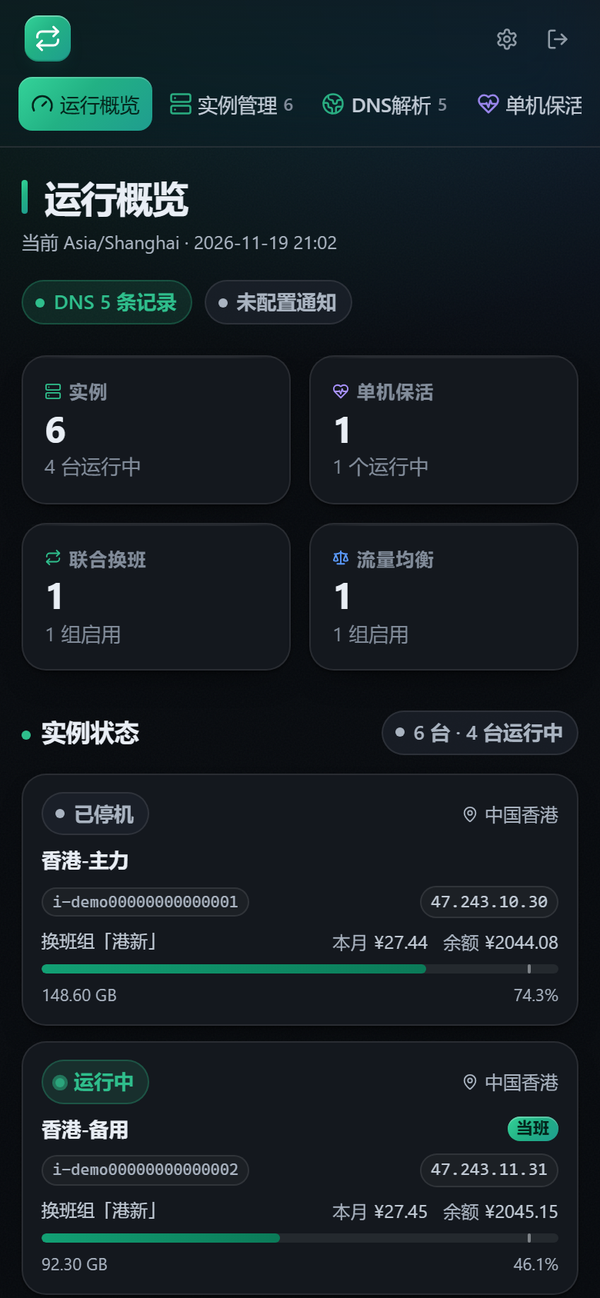 运行概览 实例管理 6 DNS解析 5 单机保活
运行概览
当前 Asia/Shanghai · 2026-11-19 21:02
DNS 5 条记录 未配置通知
实例 单机保活
6 1
4 台运行中 1 个运行中
联合换班 流量均衡
1 1
1 组启用 1 组启用
实例状态 6 台 · 4 台运行中
已停机 中国香港
香港-主力
i-demo00000000000001 47.243.10.30
换班组「港新」 本月 ¥27.44 余额 ¥2044.08
148.60 GB 74.3%
运行中 中国香港
香港-备用 当班
i-demo00000000000002 47.243.11.31
换班组「港新」 本月 ¥27.45 余额 ¥2045.15
92.30 GB 46.1%